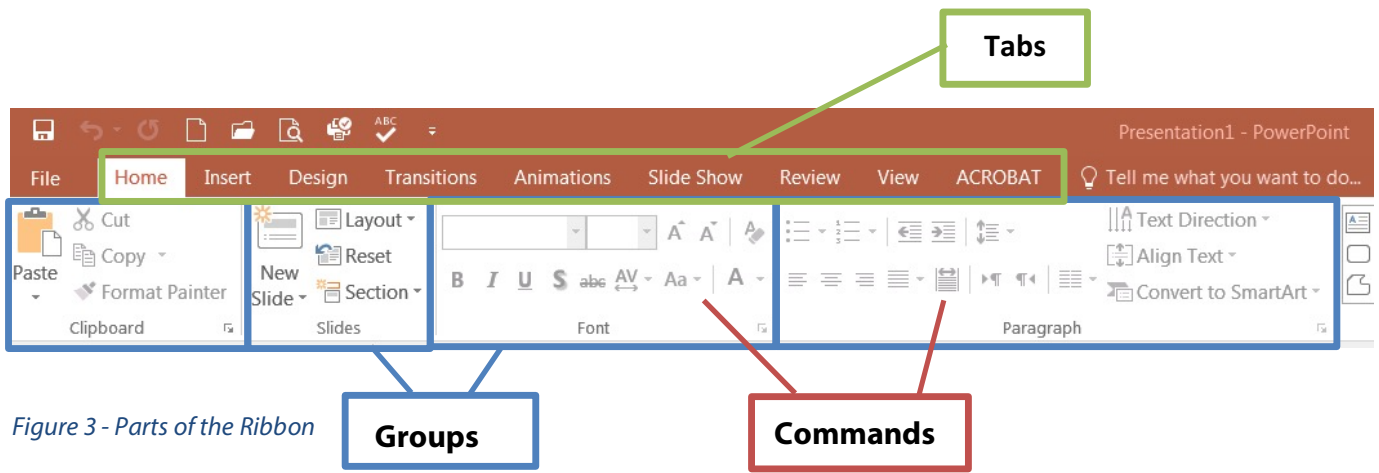 Tabs
ABC
Presentation1 - PowerPoint
File Home Insert Design Transitions Animations Slide Show Review View ACROBAT Tell me what you want to do...
Paste
Cut
Copy
Format Painter
Clipboard
New
Slide
Layout
Reset
Section
Slides
A A A
B I U S abc AV Aa A
Font
Text Direction
Align Text
Convert to SmartArt
Paragraph
Figure 3 - Parts of the Ribbon
Groups
Commands